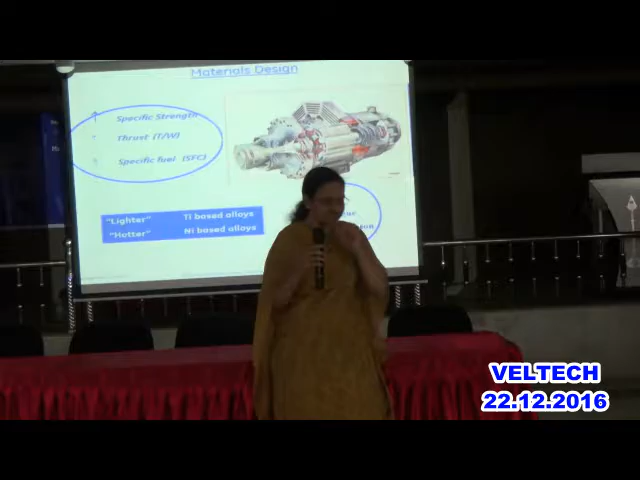 Materials Design
Specific Strength
Thrust (T/W)
Specific fuel (SFC)
"Lighter" Ti based alloys
"Hotter" Ni based alloys
VELTECH
22.12.2016